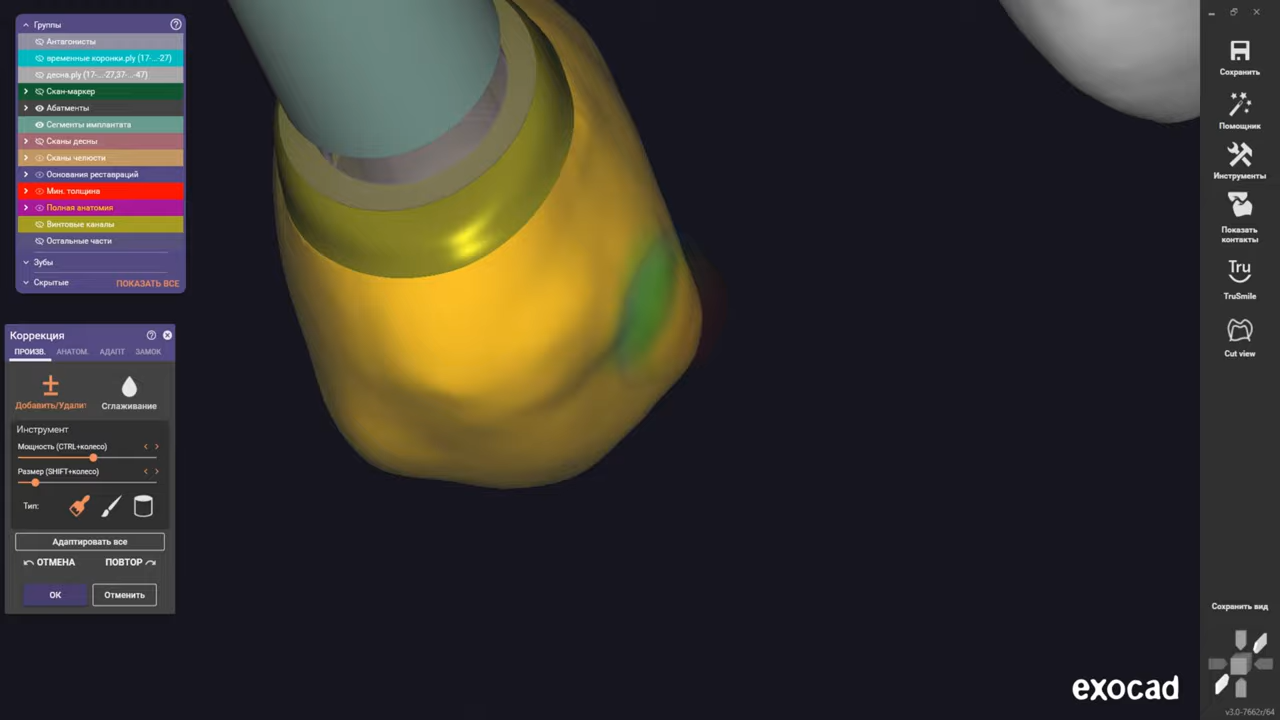 Группы
Антагонисты
временные коронки.ply (17-...-27)
десна.ply (17-...-27,37-...-47)
Скан-маркер
Абатменты
Сегменты имплантата
Сканы десны
Сканы челюсти
Основания реставраций
Мин. толщина
Полная анатомия
Винтовые каналы
Остальные части
Зубы
Скрытые
ПОКАЗАТЬ ВСЕ
Коррекция
ПРОИЗВ. АНАТОМ. АДАПТ ЗАМОК
Добавить/Удалит Сглаживание
Инструмент
Мощность (CTRL+колесо)
Размер (SHIFT+колесо)
Тип:
Адаптировать все
ОТМЕНА ПОВТОР
ОК Отменить
Сохранить
Помощник
Инструменты
Показать
контакты
Tru
TruSmile
Cut view
Сохранить вид
exocad
v3.0-7662r/64